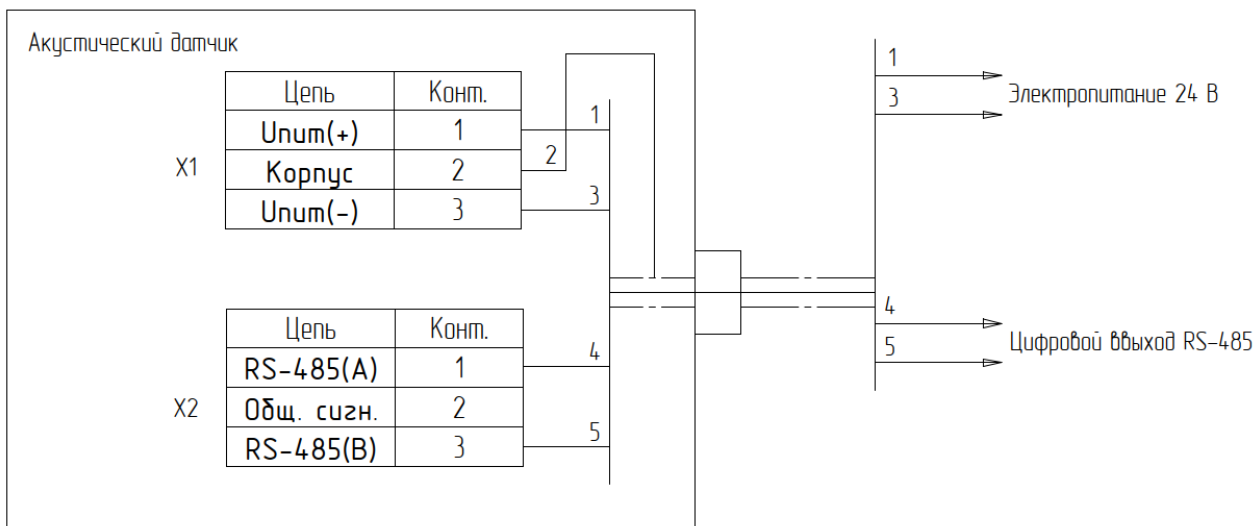 Акустический датчик
Цепь Конт.
Uпит(+) 1
X1 Корпус 2
Uпит(-) 3
1
2
3
Цепь Конт.
RS-485(A) 1
X2 Общ. сигн. 2
RS-485(B) 3
4
5
1
3
Электропитание 24 В
4
5
Цифровой ввыход RS-485